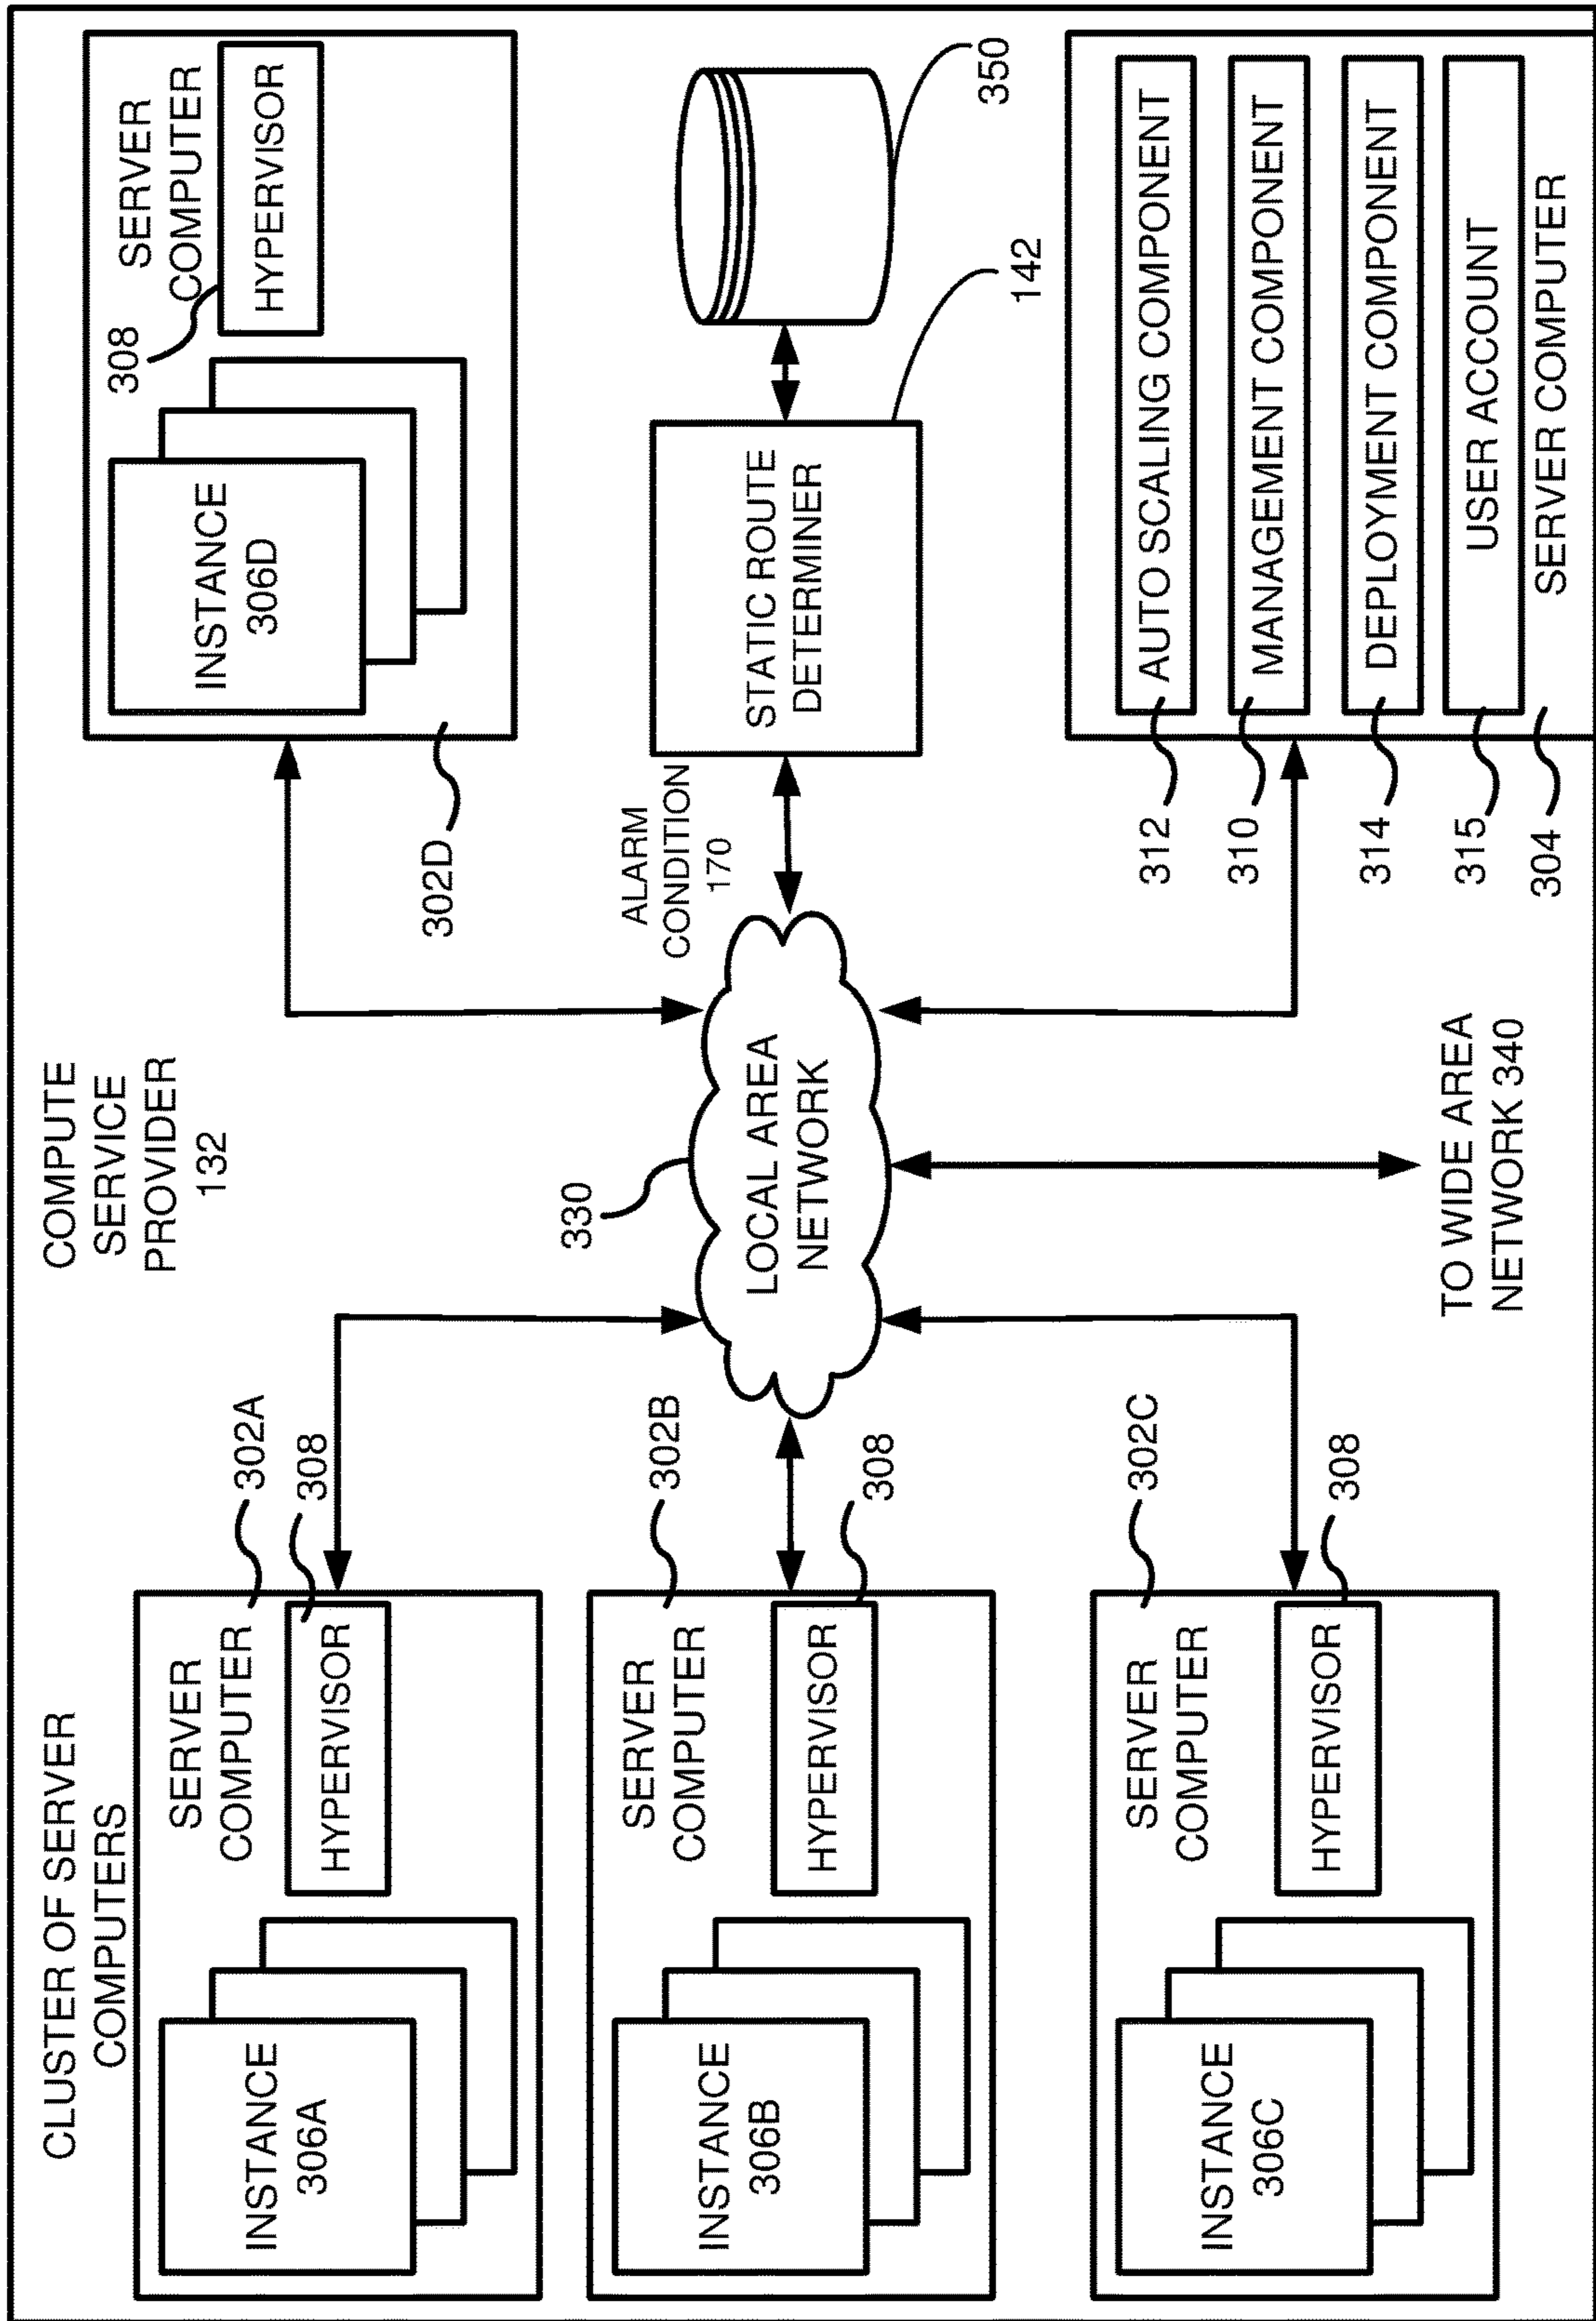 CLUSTER OF SERVER
COMPUTERS
COMPUTE
SERVICE
PROVIDER
132
INSTANCE
306A
SERVER
COMPUTER
HYPERVISOR
302A
308
INSTANCE
306B
SERVER
COMPUTER
HYPERVISOR
302B
308
INSTANCE
306C
SERVER
COMPUTER
HYPERVISOR
302C
308
330
LOCAL AREA
NETWORK
TO WIDE AREA
NETWORK 340
302D
INSTANCE
306D
308
SERVER
COMPUTER
HYPERVISOR
ALARM
CONDITION
170
STATIC ROUTE
DETERMINER
142
350
312
AUTO SCALING COMPONENT
310
MANAGEMENT COMPONENT
314
DEPLOYMENT COMPONENT
315
USER ACCOUNT
304
SERVER COMPUTER